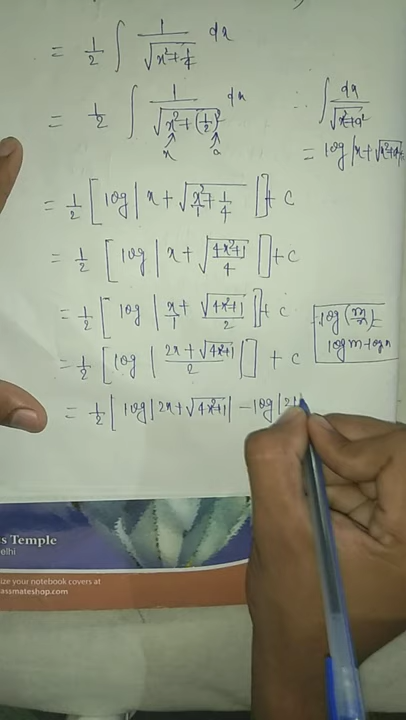 = 1/2 ∫ 1/√(x²+1/4) dx
= 1/2 ∫ 1/√(x²+(1/2)²) dx
x a
∴ ∫ dx/√(x²+a²)
= log|x+√(x²+a²)|
= 1/2 [log|x+√(x²/1+1/4)|]+c
= 1/2 [log|x+√((4x²+1)/4)|]+c
= 1/2 [log|x/1+√(4x²+1)/2|]+c
log(m/n)=
logm-logn
= 1/2 [log|(2x+√(4x²+1))/2|]+c
= 1/2 [log|2x+√(4x²+1)|-log|2|
s Temple
elhi
ize your notebook covers at
assmateshop.com